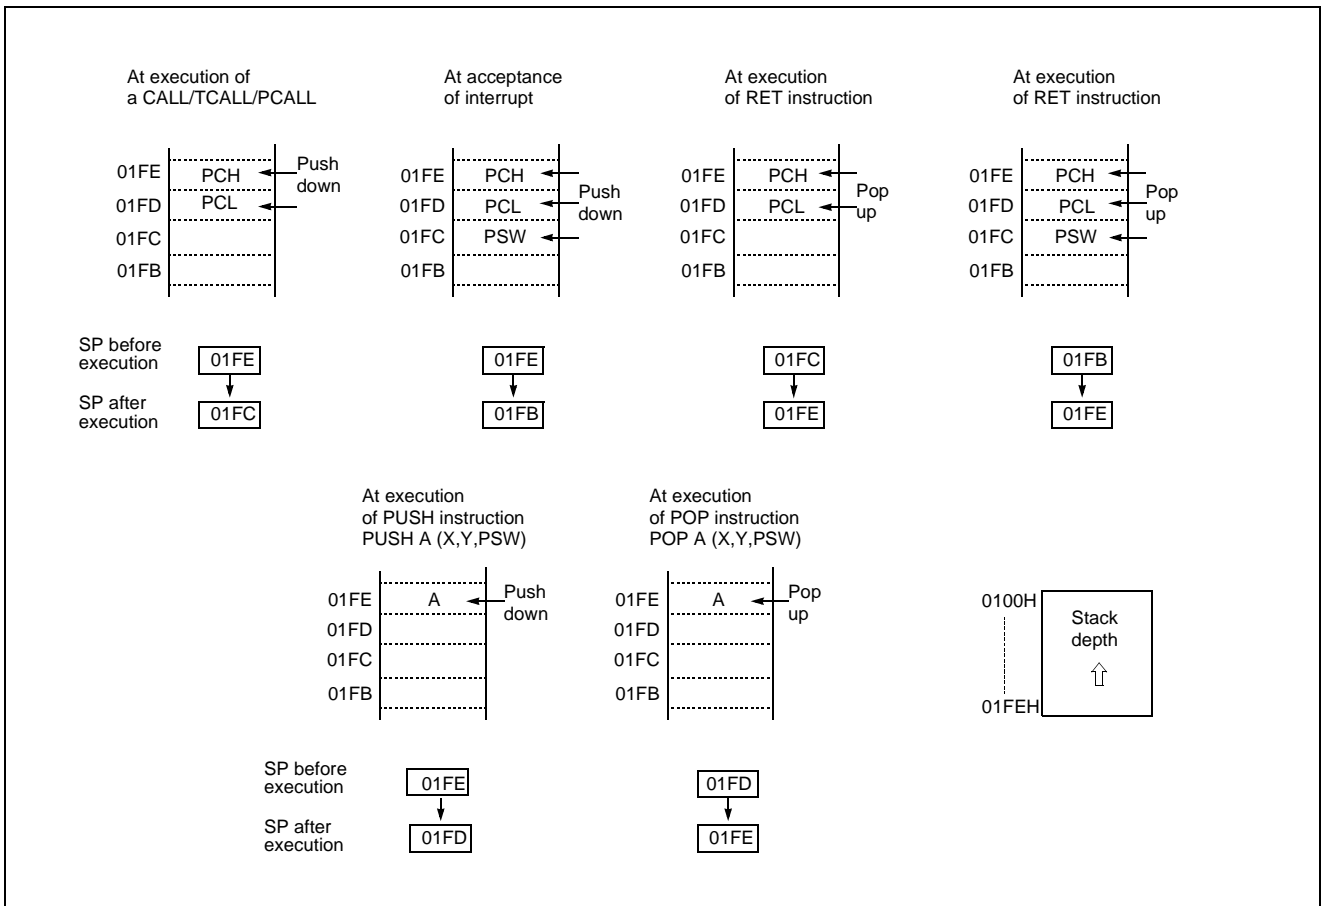 At execution of
a CALL/TCALL/PCALL
01FE PCH Push
down
01FD PCL
01FC
01FB
SP before
execution 01FE
SP after
execution 01FC
At acceptance
of interrupt
01FE PCH
01FD PCL Push
down
01FC PSW
01FB
01FE
01FB
At execution
of RET instruction
01FE PCH
01FD PCL Pop
up
01FC
01FB
01FC
01FE
At execution
of RET instruction
01FE PCH
01FD PCL Pop
up
01FC PSW
01FB
01FB
01FE
At execution
of PUSH instruction
PUSH A (X,Y,PSW)
01FE A Push
down
01FD
01FC
01FB
SP before
execution 01FE
SP after
execution 01FD
At execution
of POP instruction
POP A (X,Y,PSW)
01FE A Pop
up
01FD
01FC
01FB
01FD
01FE
0100H
Stack
depth
01FEH